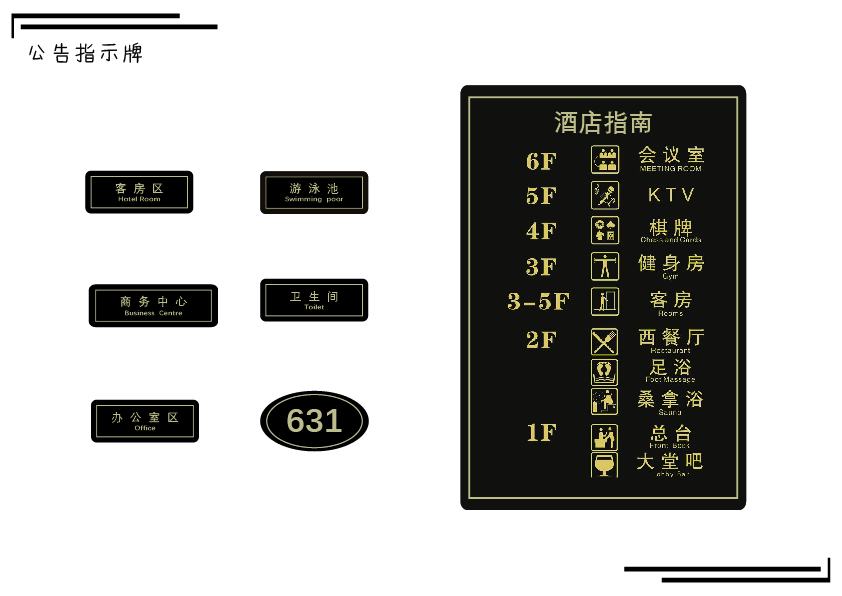 公告指示牌
客房区
Hotel Room
游泳池
Swimming poor
商务中心
Business Centre
卫生间
Toilet
办公室区
Office
631
酒店指南
6F 会议室
MEETING ROOM
5F KTV
4F 棋牌
Chess and Cards
3F 健身房
Gym
3-5F 客房
Rooms
2F 西餐厅
Restaurant
足浴
Foot Massage
桑拿浴
Sauna
1F 总台
Front
大堂吧